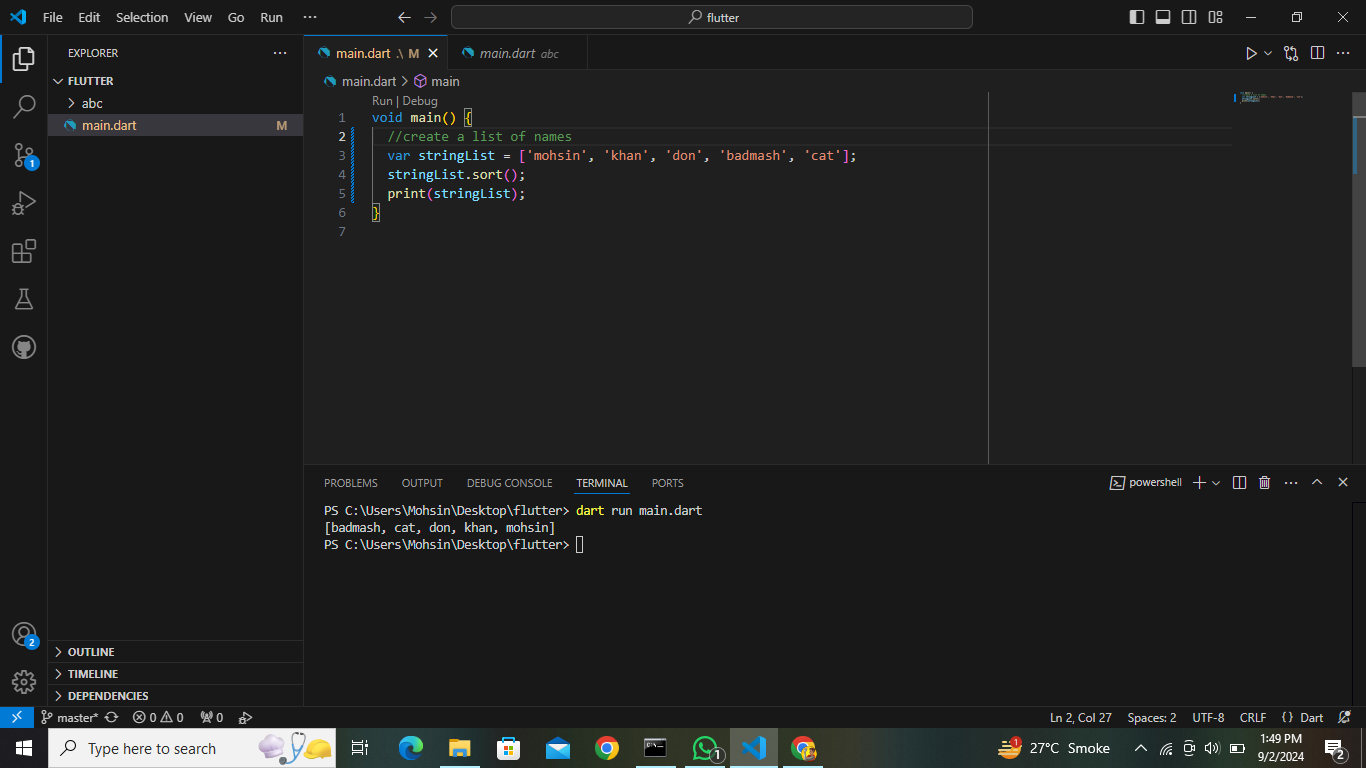 File Edit Selection View Go Run ···
flutter
EXPLORER ···
FLUTTER
abc
main.dart M
OUTLINE
TIMELINE
DEPENDENCIES
main.dart .\ M
main.dart abc
main.dart > main
Run | Debug
1 void main() {
2 //create a list of names
3 var stringList = ['mohsin', 'khan', 'don', 'badmash', 'cat'];
4 stringList.sort();
5 print(stringList);
6 }
7
PROBLEMS OUTPUT DEBUG CONSOLE TERMINAL PORTS
powershell
PS C:\Users\Mohsin\Desktop\flutter> dart run main.dart
[badmash, cat, don, khan, mohsin]
PS C:\Users\Mohsin\Desktop\flutter>
1
2
master* 0 0 0
Ln 2, Col 27 Spaces: 2 UTF-8 CRLF {} Dart
Type here to search
1
1
27°C Smoke
1:49 PM
9/2/2024
2